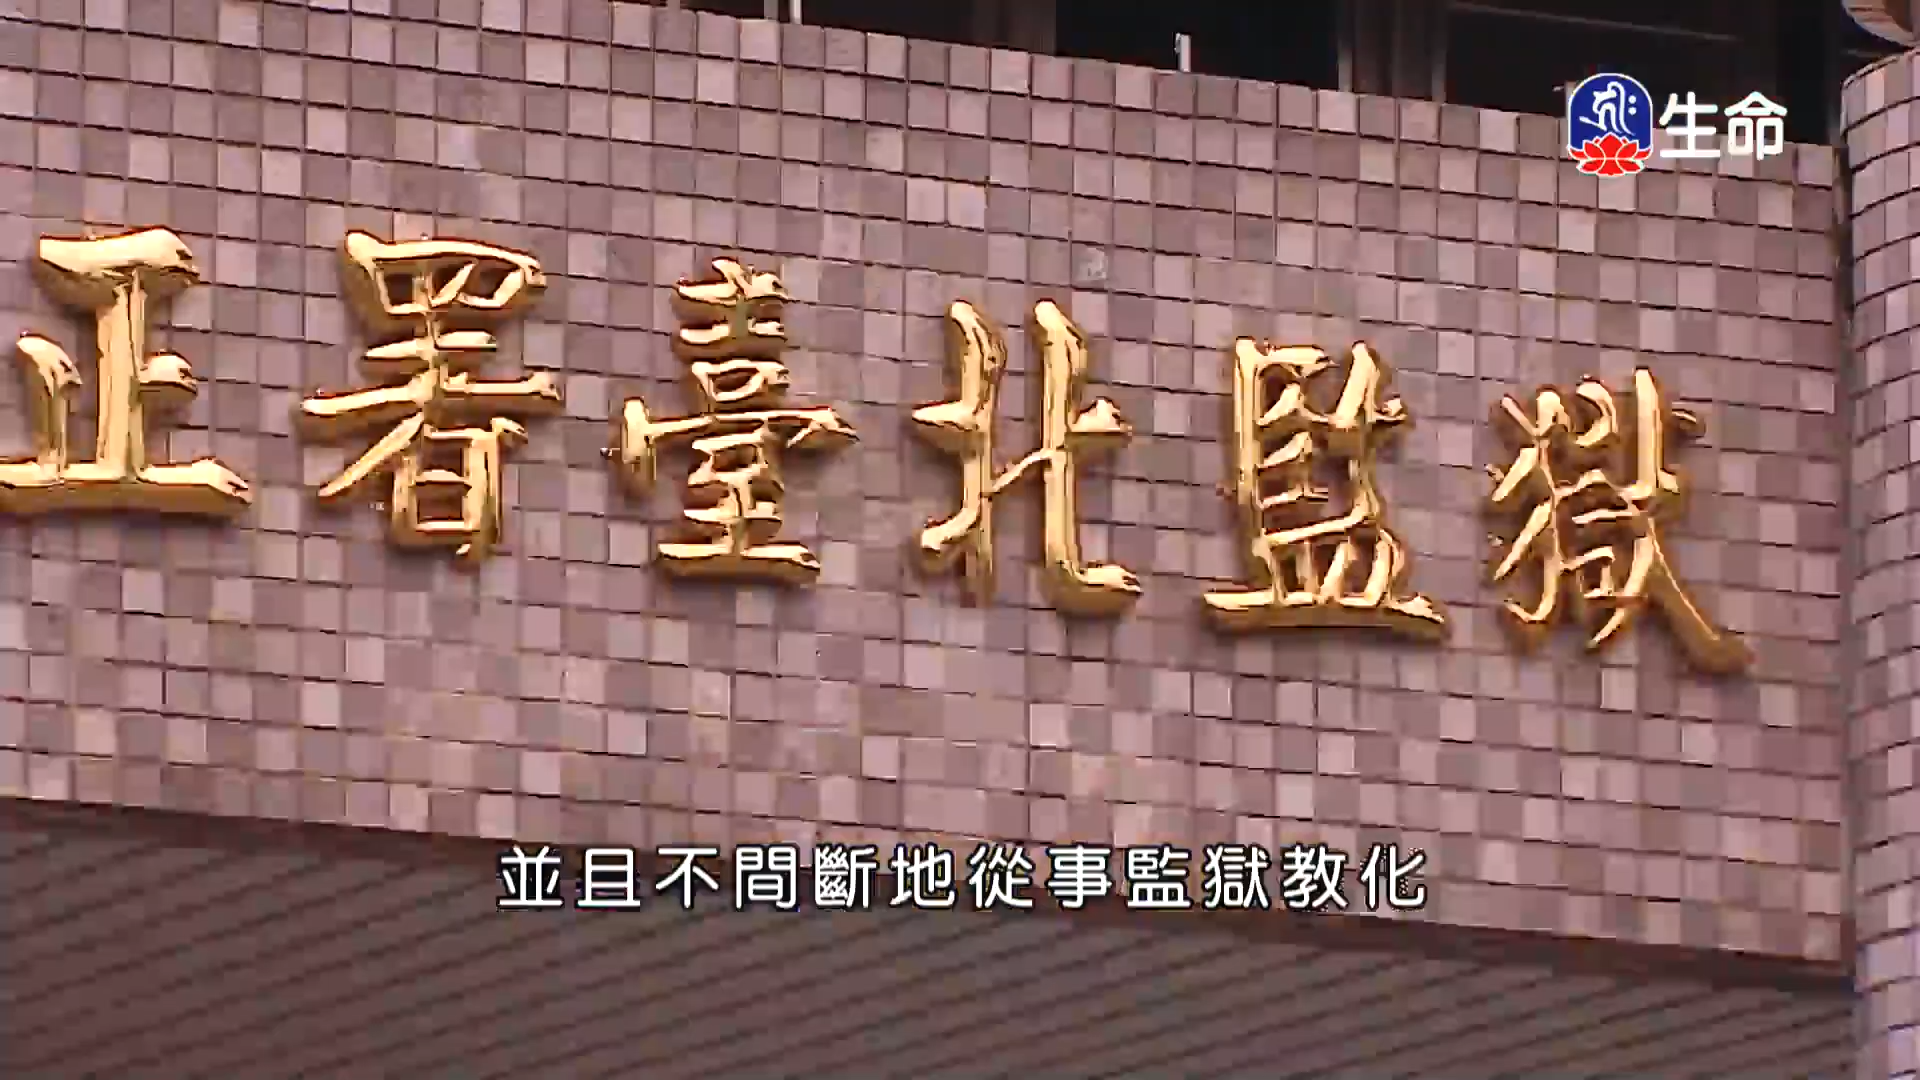 生命
正署臺北監獄
並且不間斷地從事監獄教化